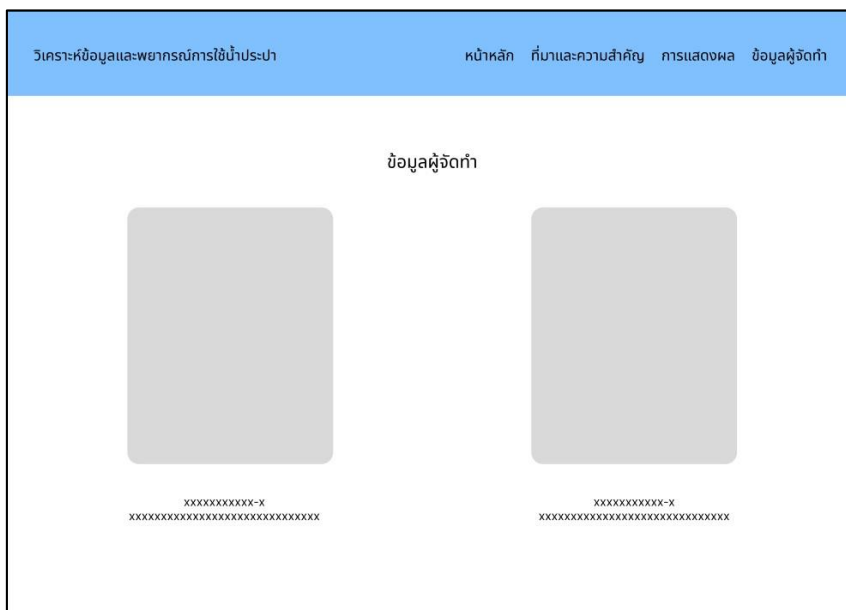 วิเคราะห์ข้อมูลและพยากรณ์การใช้น้ำประปา
หน้าหลัก ที่มาและความสำคัญ การแสดงผล ข้อมูลผู้จัดทำ
ข้อมูลผู้จัดทำ
xxxxxxxxxxx-x
xxxxxxxxxxxxxxxxxxxxxxxxxxxxxx
xxxxxxxxxxx-x
xxxxxxxxxxxxxxxxxxxxxxxxxxxxxx